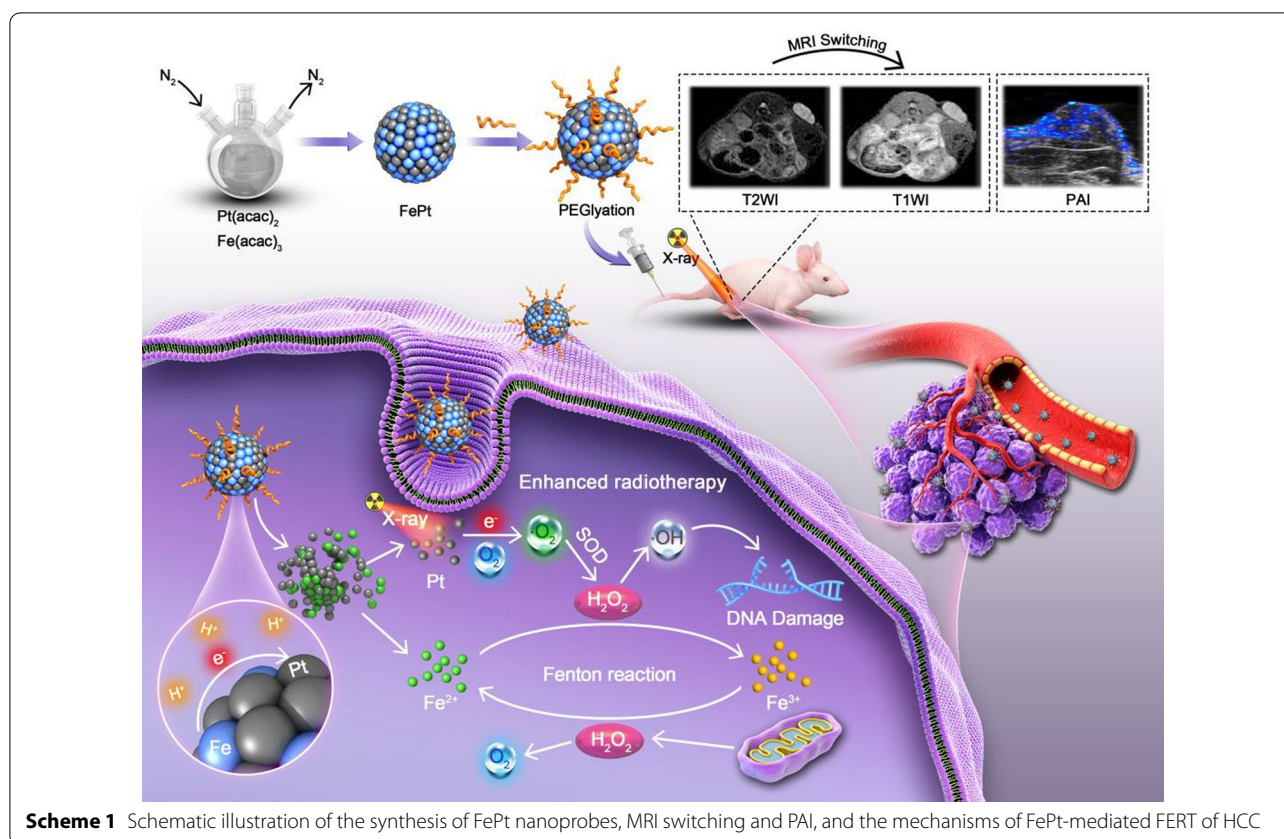 MRI Switching
N₂
N₂
Pt(acac)₂
Fe(acac)₃
FePt
PEGlyation
T2WI
T1WI
PAI
X-ray
Enhanced radiotherapy
X-ray
Pt
e⁻
O₂
·O₂⁻
SOD
H₂O₂
·OH
DNA Damage
H⁺
H⁺
H⁺
e⁻
Pt
Fe
Fe²⁺
Fenton reaction
Fe³⁺
O₂
H₂O₂
Scheme 1 Schematic illustration of the synthesis of FePt nanoprobes, MRI switching and PAI, and the mechanisms of FePt-mediated FERT of HCC